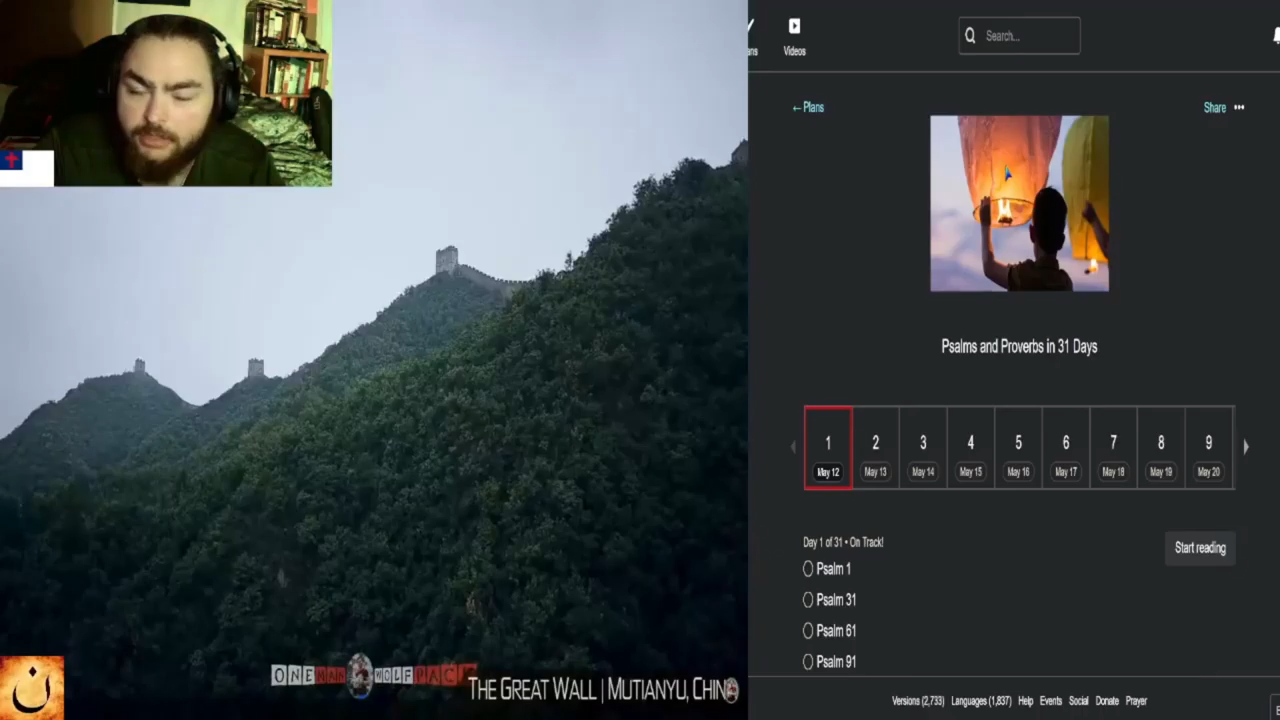 Videos
Search...
← Plans
Share
Psalms and Proverbs in 31 Days
1 2 3 4 5 6 7 8 9
May 12 May 13 May 14 May 15 May 16 May 17 May 18 May 19 May 20
Day 1 of 31 • On Track!
Start reading
Psalm 1
Psalm 31
Psalm 61
Psalm 91
ن
ONE MAN WOLF PACK
THE GREAT WALL | MUTIANYU, CHIN
Versions (2,733) Languages (1,837) Help Events Social Donate Prayer